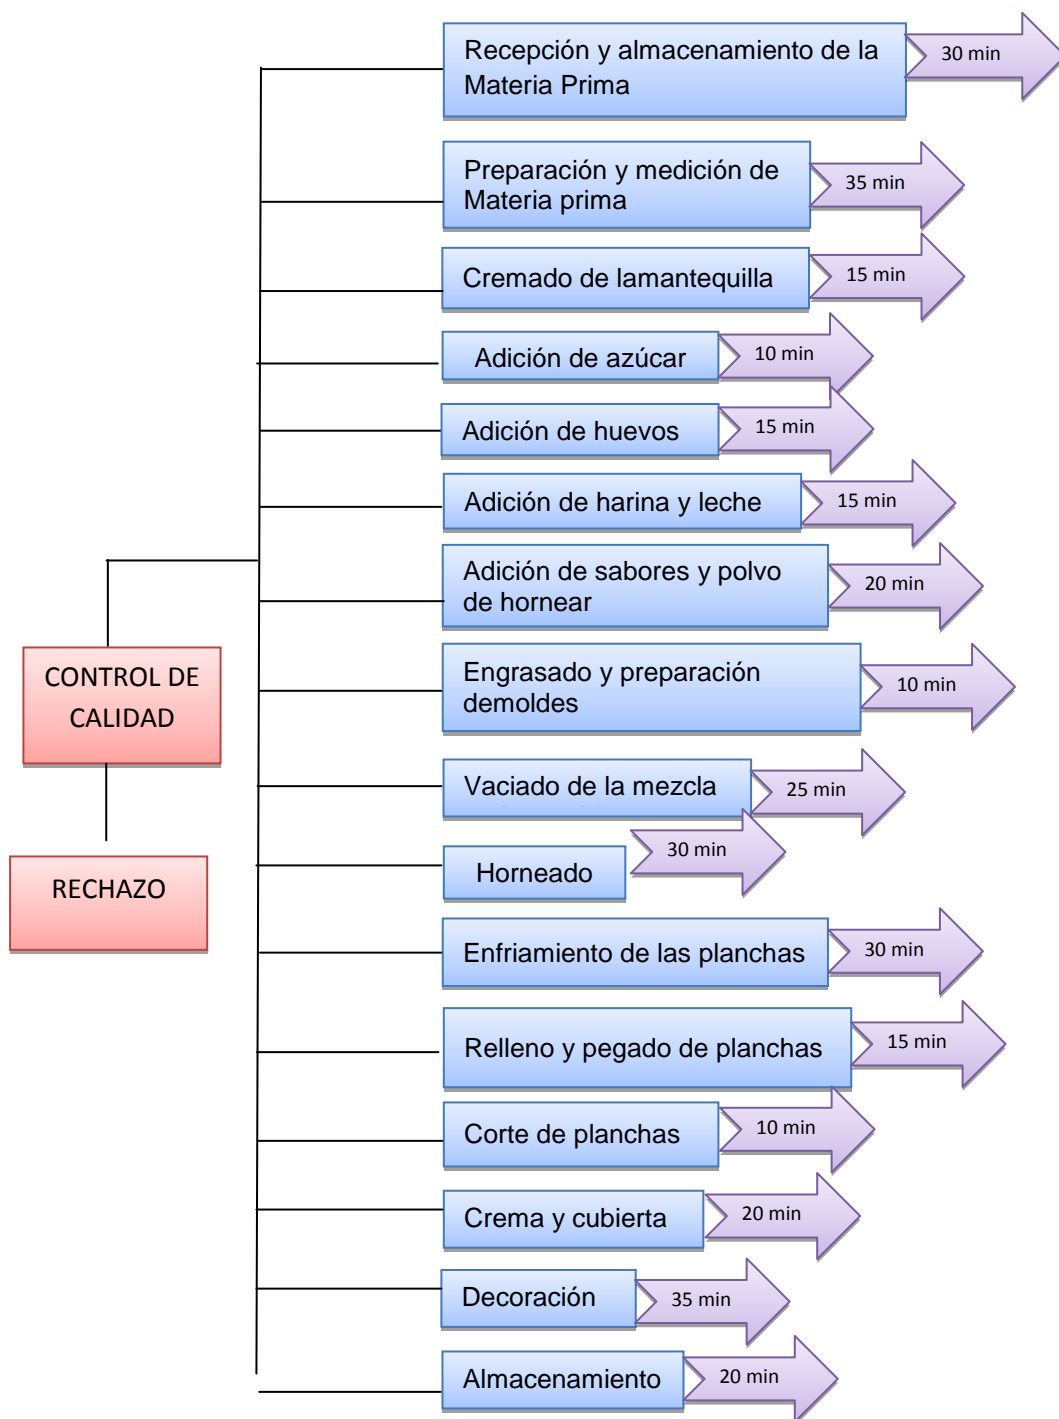 Recepción y almacenamiento de la
Materia Prima
30 min
Preparación y medición de
Materia prima
35 min
Cremado de lamantequilla
15 min
Adición de azúcar
10 min
Adición de huevos
15 min
Adición de harina y leche
15 min
Adición de sabores y polvo
de hornear
20 min
CONTROL DE
CALIDAD
Engrasado y preparación
demoldes
10 min
Vaciado de la mezcla
25 min
RECHAZO
Horneado
30 min
Enfriamiento de las planchas
30 min
Relleno y pegado de planchas
15 min
Corte de planchas
10 min
Crema y cubierta
20 min
Decoración
35 min
Almacenamiento
20 min